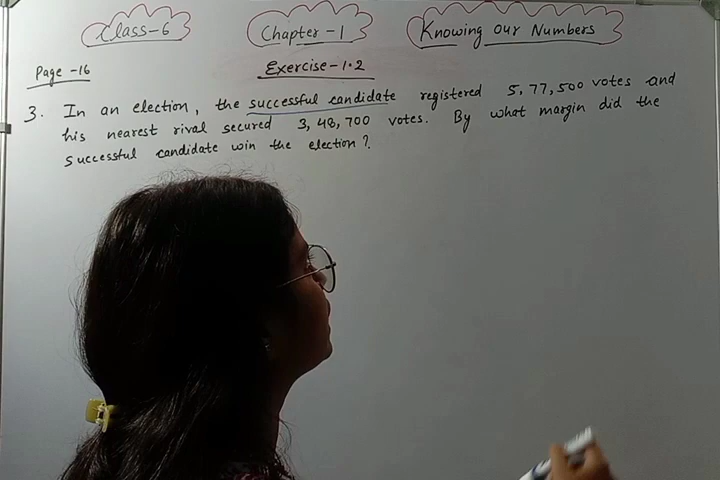 Class-6 Chapter-1 Knowing Our Numbers
Page -16 Exercise-1.2
3. In an election, the successful candidate registered 5,77,500 votes and
his nearest rival secured 3,48,700 votes. By what margin did the
successful candidate win the election?